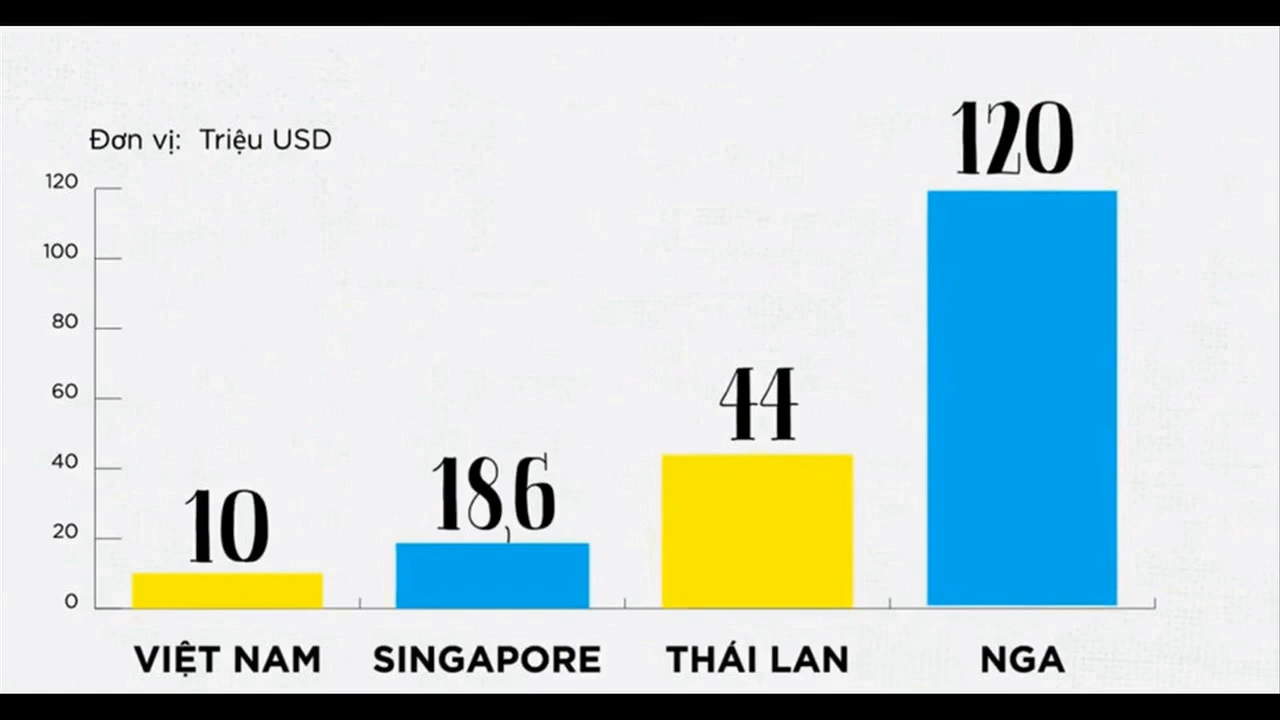 Đơn vị: Triệu USD
120
100
80
60
40
20
0
10
18,6
44
120
VIỆT NAM
SINGAPORE
THÁI LAN
NGA